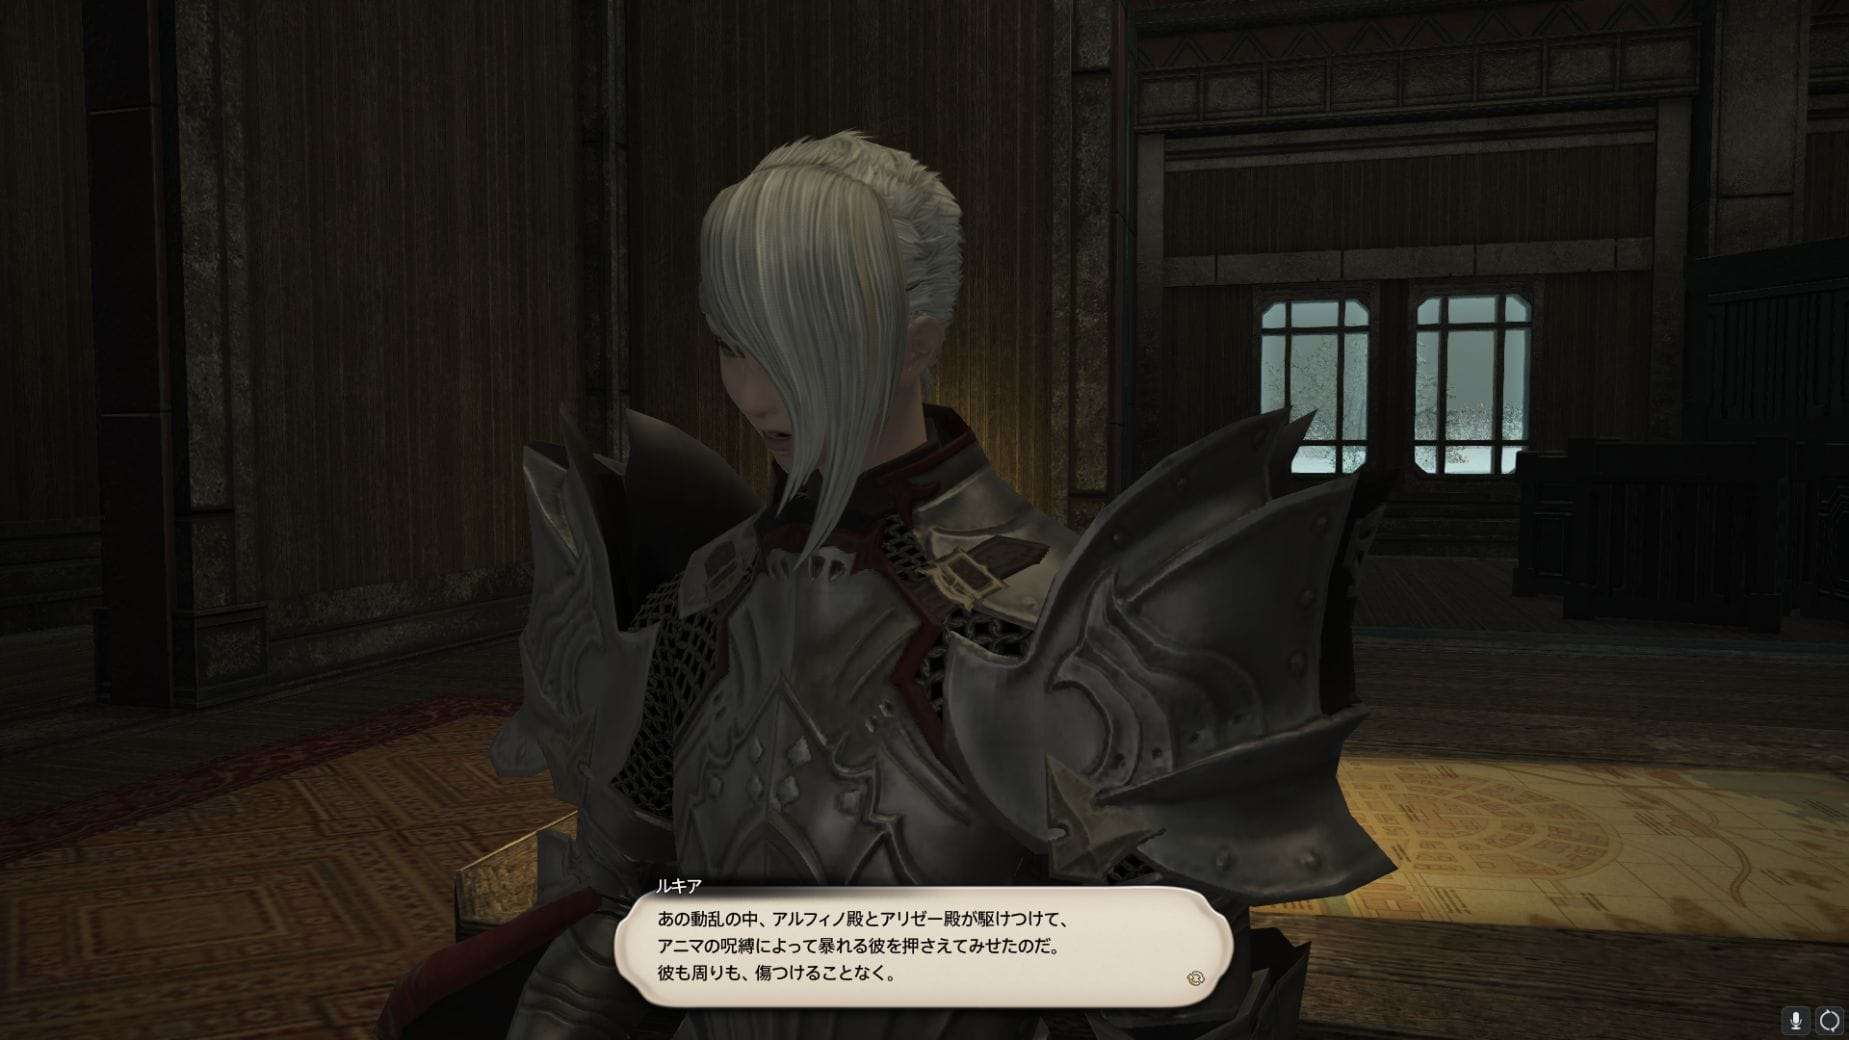 ルキア
あの動乱の中、アルフィノ殿とアリゼー殿が駆けつけて、
アニマの呪縛によって暴れる彼を押さえてみせたのだ。
彼も周りも、傷つけることなく。